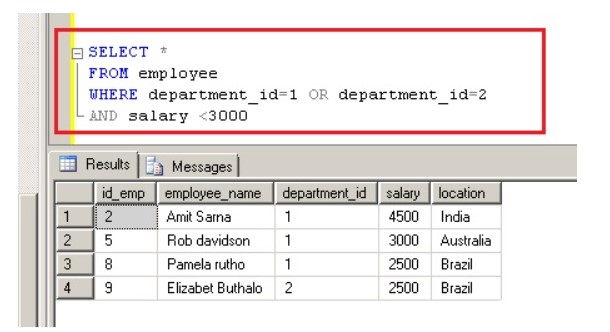 SELECT *
FROM employee
WHERE department_id=1 OR department_id=2
AND salary <3000
Results Messages
id_emp employee_name department_id salary location
1 2 Amit Sarna 1 4500 India
2 5 Rob davidson 1 3000 Australia
3 8 Pamela rutho 1 2500 Brazil
4 9 Elizabet Buthalo 2 2500 Brazil